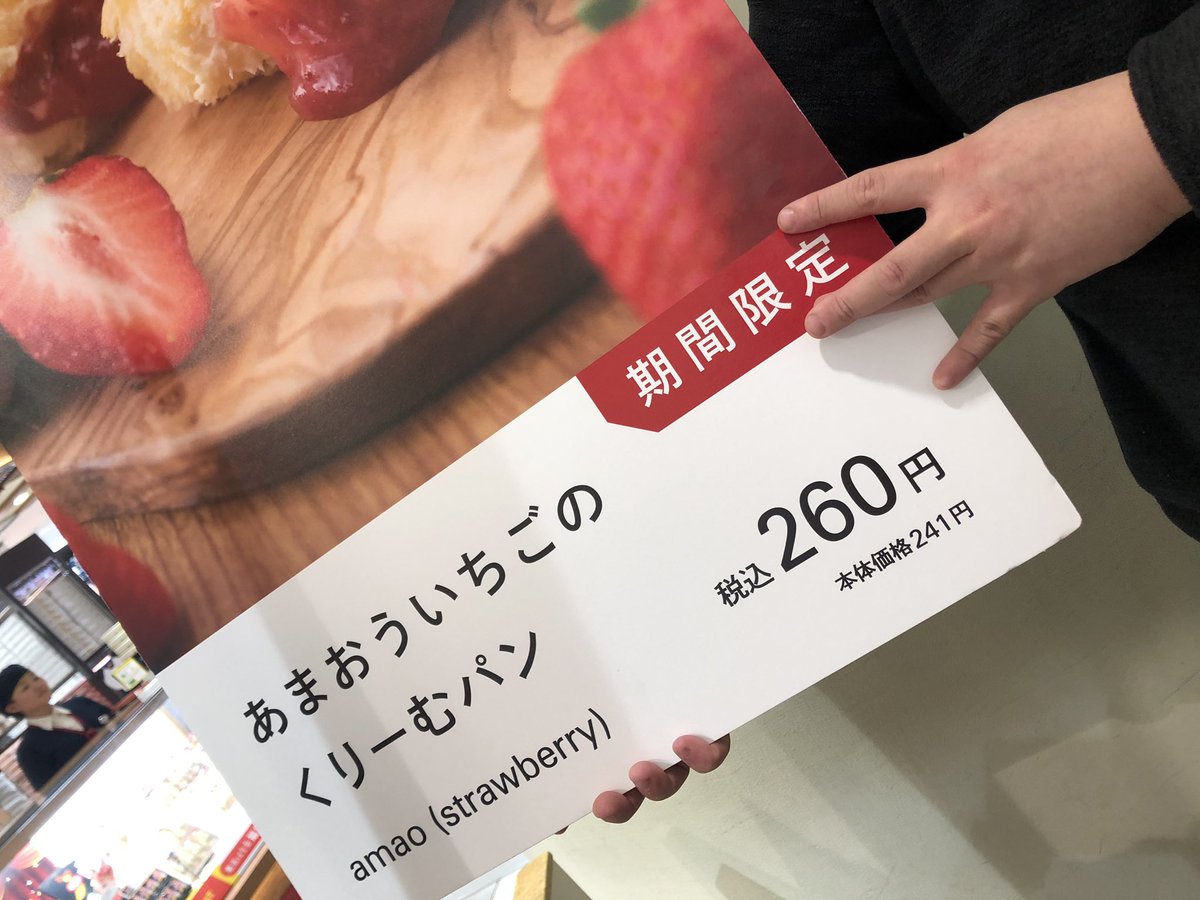 期間限定
あまおういちごの
くりーむパン
amao (strawberry)
税込260円
本体価格241円